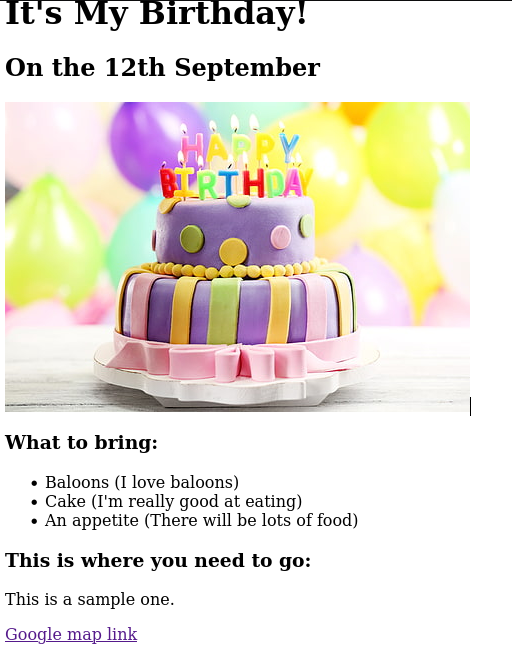 It's My Birthday!
On the 12th September
HAPPY
BIRTHDAY
What to bring:
Baloons (I love baloons)
Cake (I'm really good at eating)
An appetite (There will be lots of food)
This is where you need to go:
This is a sample one.
Google map link